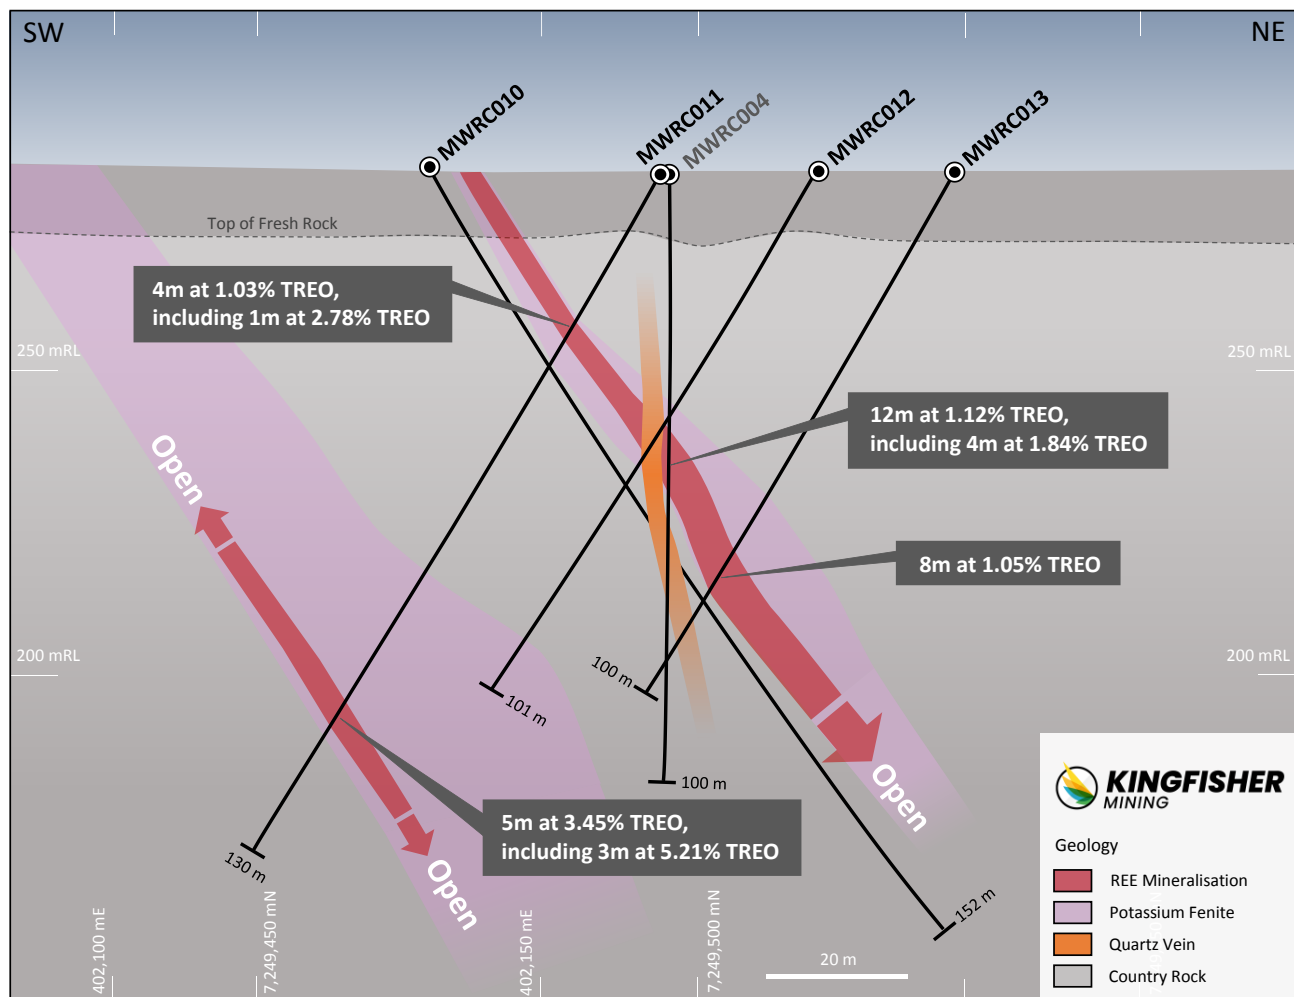 SW
NE
MWRC010
MWRC011
MWRC004
MWRC012
MWRC013
Top of Fresh Rock
4m at 1.03% TREO,
including 1m at 2.78% TREO
250 mRL
250 mRL
12m at 1.12% TREO,
including 4m at 1.84% TREO
Open
8m at 1.05% TREO
200 mRL
200 mRL
100 m
101 m
100 m
Open
5m at 3.45% TREO,
including 3m at 5.21% TREO
130 m
Open
152 m
402,100 mE
7,249,450 mN
402,150 mE
7,249,500 mN
20 m
KINGFISHER
MINING
Geology
REE Mineralisation
Potassium Fenite
Quartz Vein
Country Rock